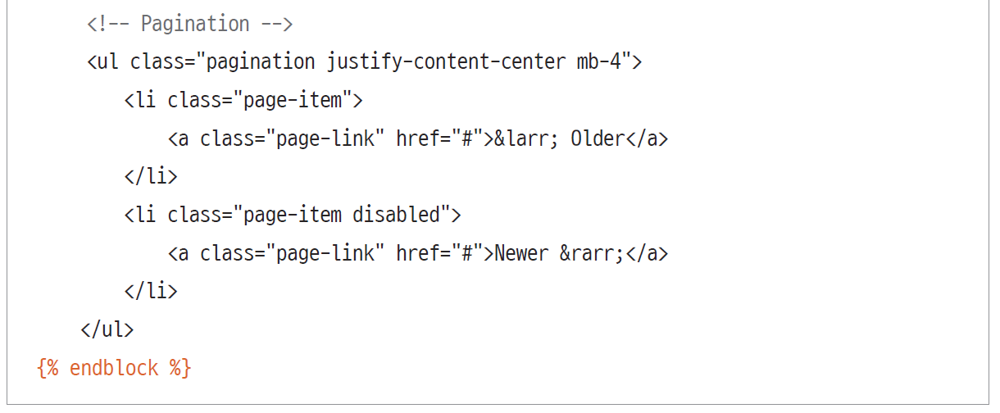 <!-- Pagination -->
<ul class="pagination justify-content-center mb-4">
<li class="page-item">
<a class="page-link" href="#">&larr; Older</a>
</li>
<li class="page-item disabled">
<a class="page-link" href="#">Newer &rarr;</a>
</li>
</ul>
{% endblock %}